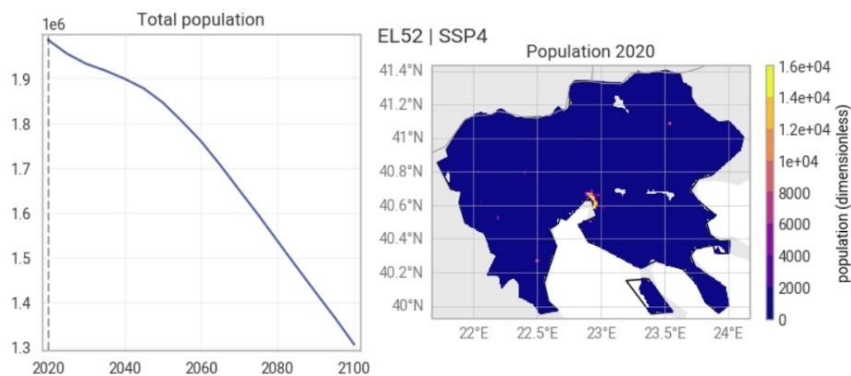 Total population
1e6
1.9
1.8
1.7
1.6
1.5
1.4
1.3
2020
2040
2060
2080
2100
EL52 | SSP4
Population 2020
41.4°N
41.2°N
41°N
40.8°N
40.6°N
40.4°N
40.2°N
40°N
22°E
22.5°E
23°E
23.5°E
24°E
1.6e+04
1.4e+04
1.2e+04
1e+04
8000
6000
4000
2000
0
population (dimensionless)